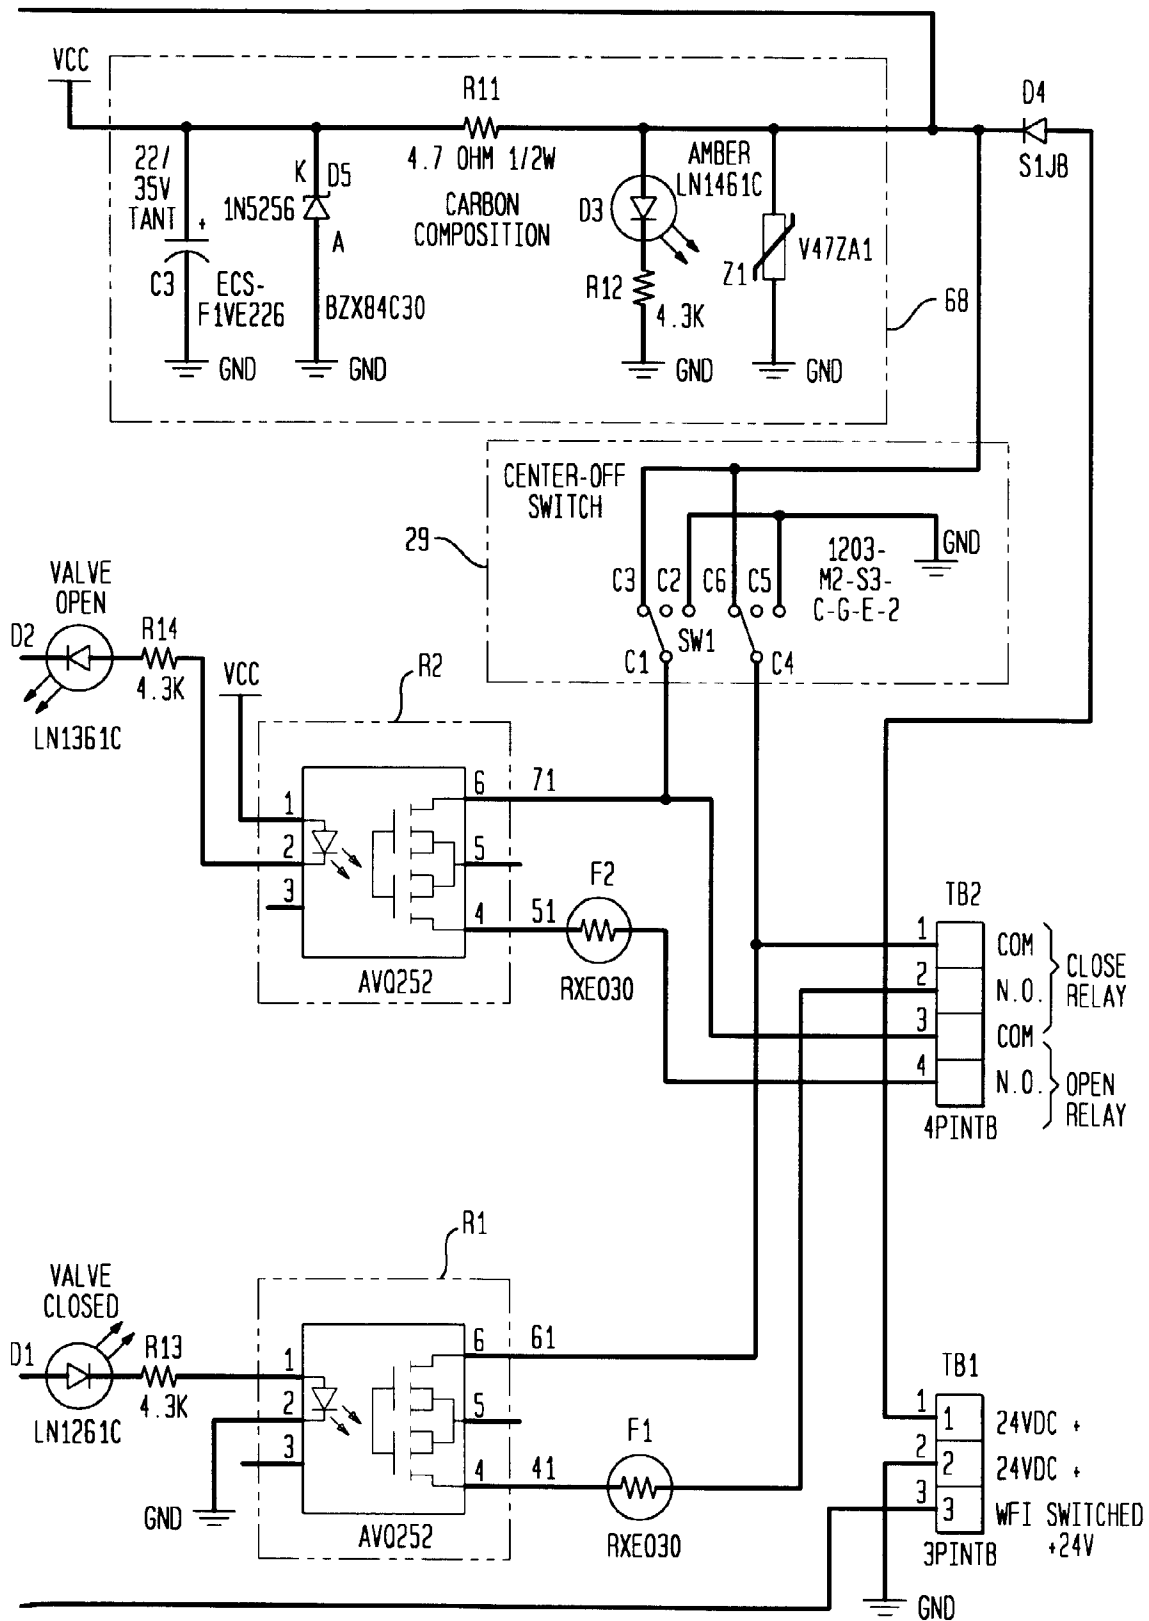 VCC
R11
D4
22/
35V
TANT +
K D5
1N5256
A
4.7 OHM 1/2W
CARBON
COMPOSITION
AMBER
LN1461C
S1JB
D3
C3 ECS-
F1VE226
BZX84C30
R12
4.3K
Z1
V47ZA1
68
GND
GND
GND
GND
CENTER-OFF
SWITCH
29
GND
1203-
M2-S3-
C-G-E-2
C3 C2 C6 C5
SW1
C1 C4
VALVE
OPEN
D2
R14
4.3K
LN1361C
VCC
R2
1
2
3
6 71
5
4 51
F2
RXE030
AVQ252
TB2
1 COM
2 N.O.
CLOSE
RELAY
3 COM
4 N.O.
OPEN
RELAY
4PINTB
R1
VALVE
CLOSED
D1
R13
4.3K
LN1261C
1
2
3
6 61
5
4 41
GND
AVQ252
F1
RXE030
TB1
1 1 24VDC +
2 2 24VDC +
3 3 WFI SWITCHED
+24V
3PINTB
GND